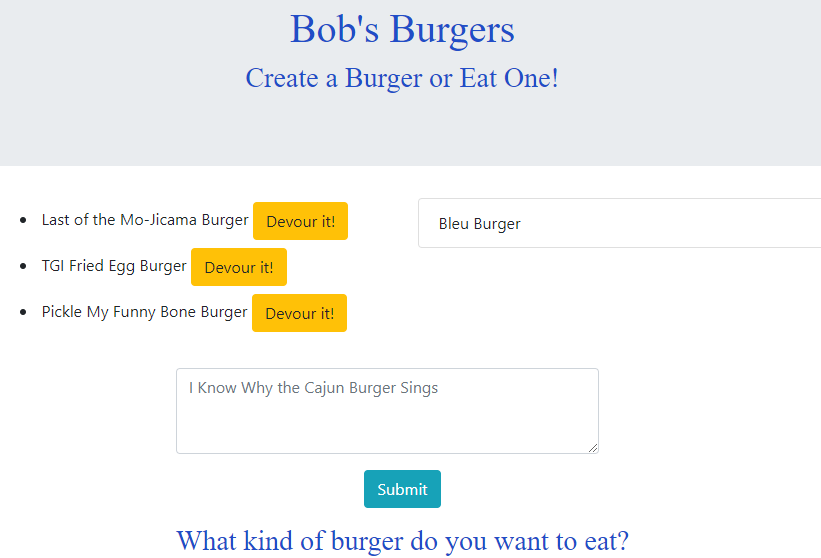 Bob's Burgers
Create a Burger or Eat One!
Last of the Mo-Jicama Burger Devour it!
TGI Fried Egg Burger Devour it!
Pickle My Funny Bone Burger Devour it!
Bleu Burger
I Know Why the Cajun Burger Sings
Submit
What kind of burger do you want to eat?